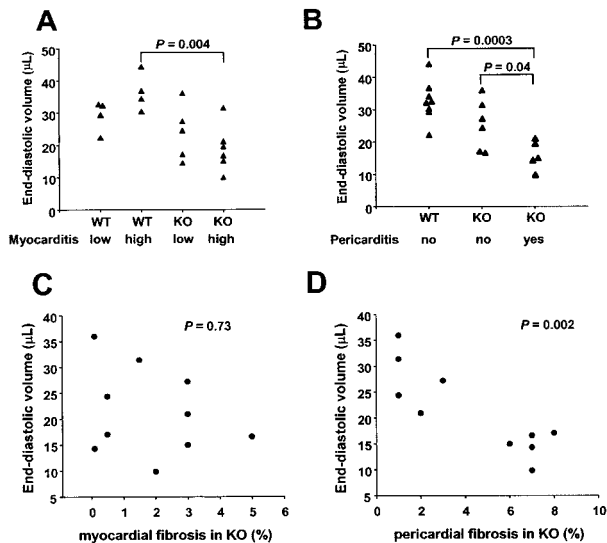 A
P = 0.004
End-diastolic volume (µL)
50
40
30
20
10
0
WT WT KO KO
Myocarditis low high low high
B
P = 0.0003
P = 0.04
End-diastolic volume (µL)
50
40
30
20
10
0
WT KO KO
Pericarditis no no yes
C
P = 0.73
End-diastolic volume (µL)
40
35
30
25
20
15
10
5
0 1 2 3 4 5 6
myocardial fibrosis in KO (%)
D
P = 0.002
End-diastolic volume (µL)
40
35
30
25
20
15
10
5
0 2 4 6 8 10
pericardial fibrosis in KO (%)